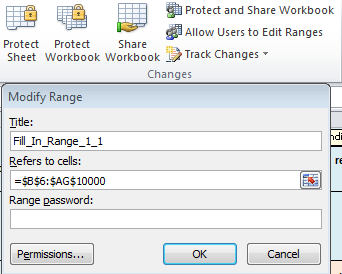 Protect
Sheet
Protect
Workbook
Share
Workbook
Protect and Share Workbook
Allow Users to Edit Ranges
Track Changes
Changes
Modify Range
Title:
Fill_In_Range_1_1
Refers to cells:
=$B$6:$AG$10000
Range password:
Permissions...
OK
Cancel